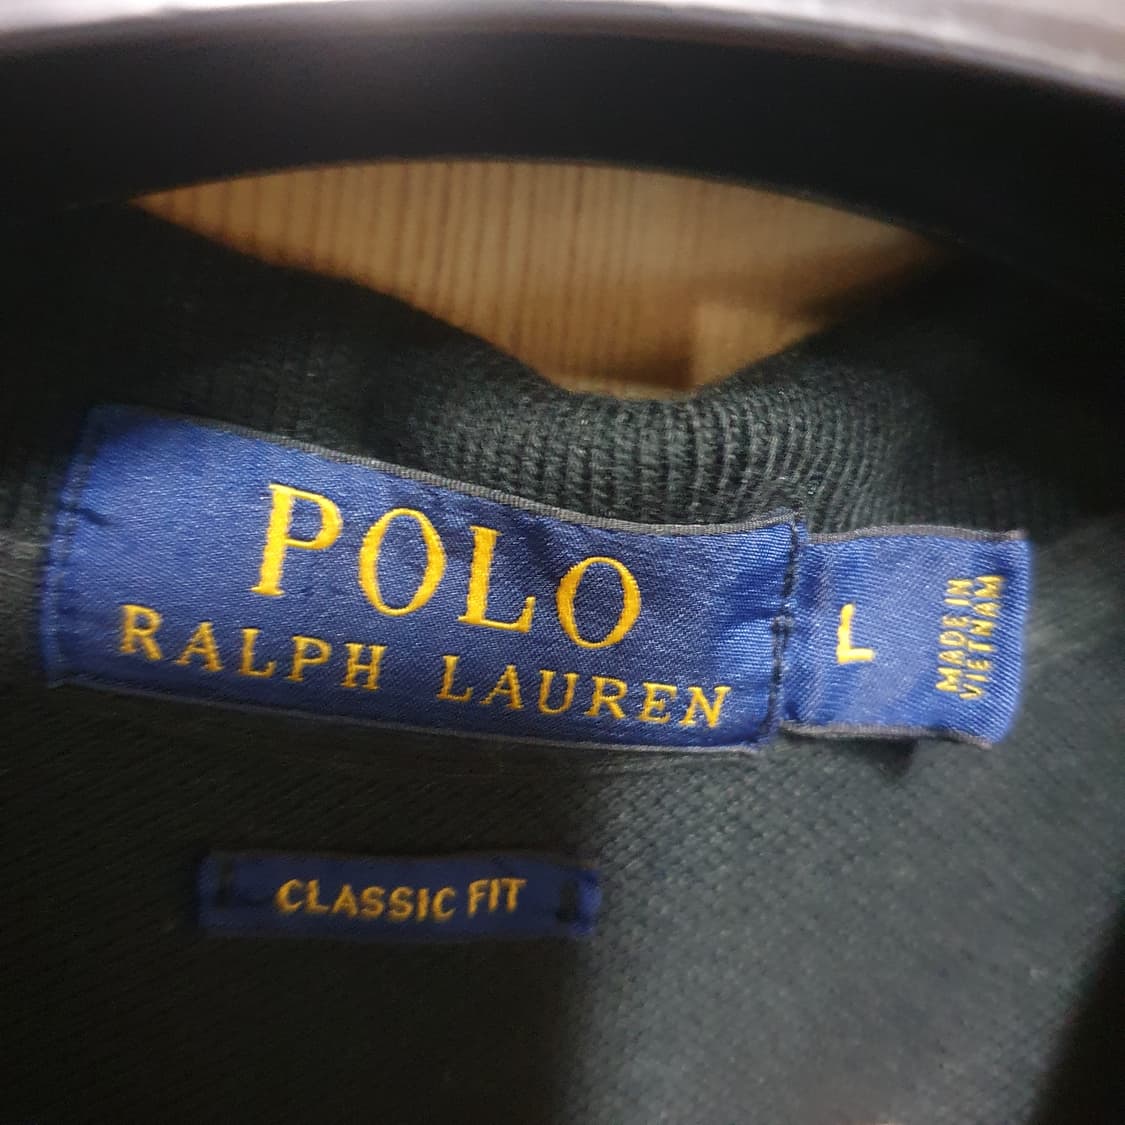 POLO
RALPH LAUREN
L
MADE IN
VIETNAM
CLASSIC FIT